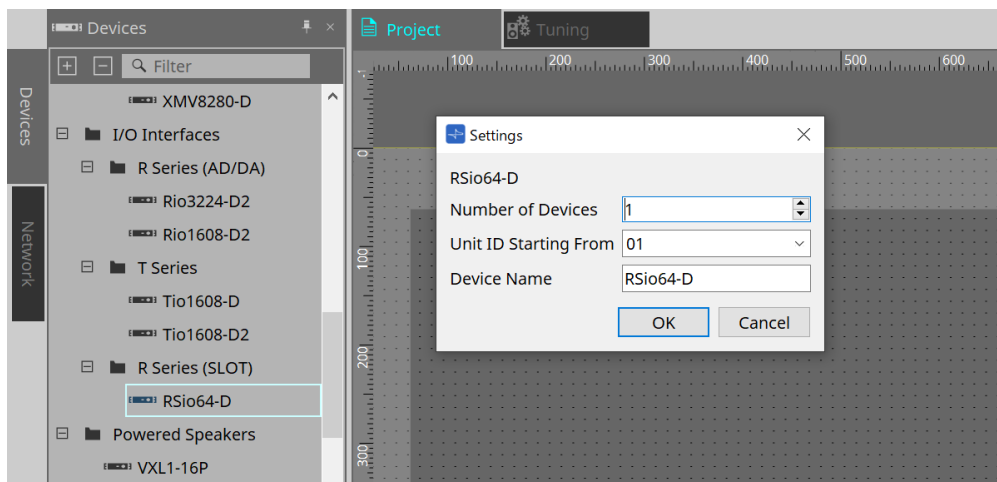 Devices
Project
Tuning
Filter
100 200 300 400 500 600
Devices
Network
XMV8280-D
I/O Interfaces
R Series (AD/DA)
Rio3224-D2
Rio1608-D2
T Series
Tio1608-D
Tio1608-D2
R Series (SLOT)
RSio64-D
Powered Speakers
VXL1-16P
0
100
200
300
Settings
RSio64-D
Number of Devices 1
Unit ID Starting From 01
Device Name RSio64-D
OK Cancel